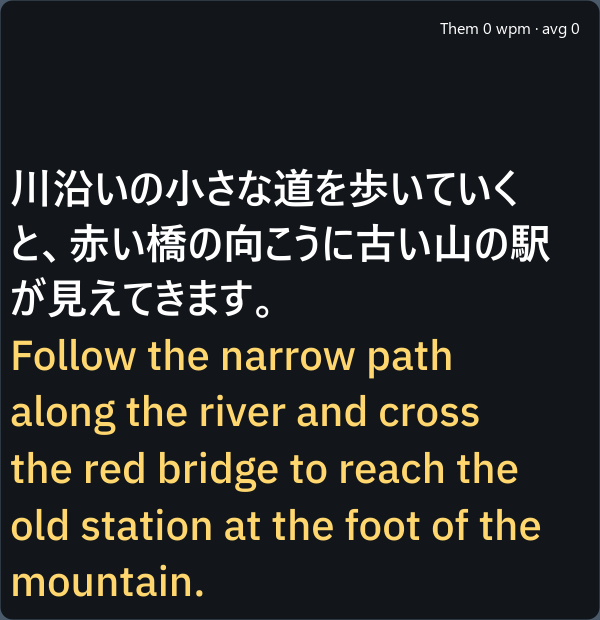 Them 0 wpm · avg 0
川沿いの小さな道を歩いていく
と、赤い橋の向こうに古い山の駅
が見えてきます。
Follow the narrow path
along the river and cross
the red bridge to reach the
old station at the foot of the
mountain.